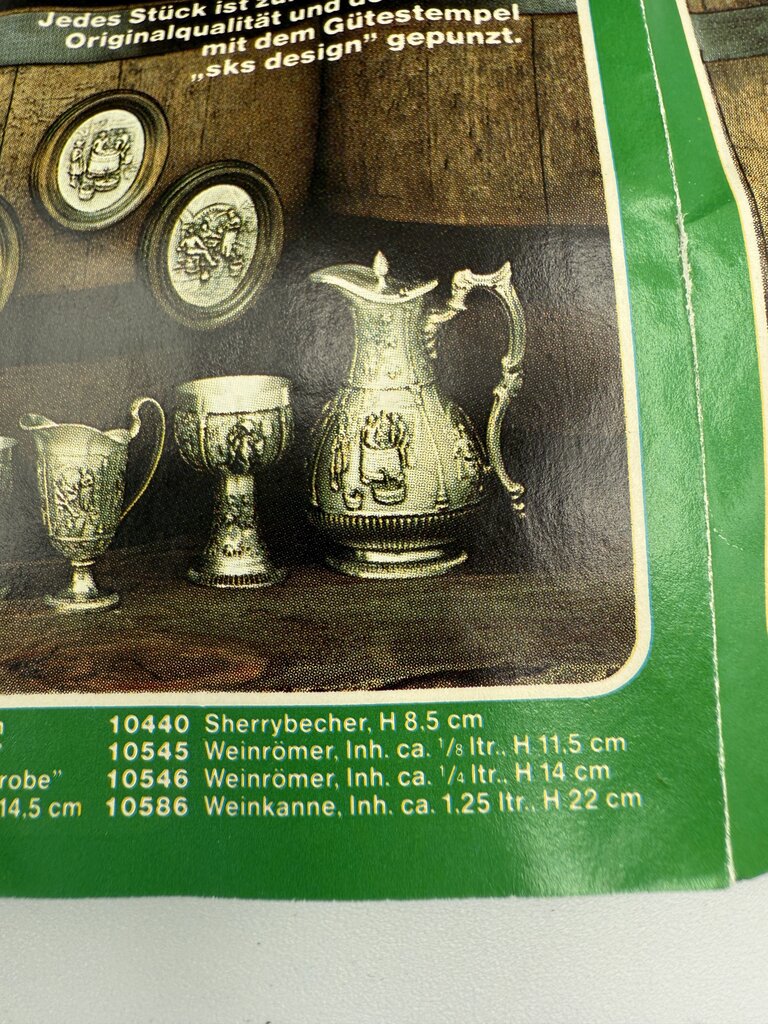 Jedes Stück ist
Originalqualität und
mit dem Gütestempel
„sks design” gepunzt.
10440 Sherrybecher, H 8,5 cm
10545 Weinrömer, Inh. ca. 1/8 ltr., H 11,5 cm
robe” 10546 Weinrömer, Inh. ca. 1/4 ltr., H 14 cm
14,5 cm 10586 Weinkanne, Inh. ca. 1,25 ltr., H 22 cm